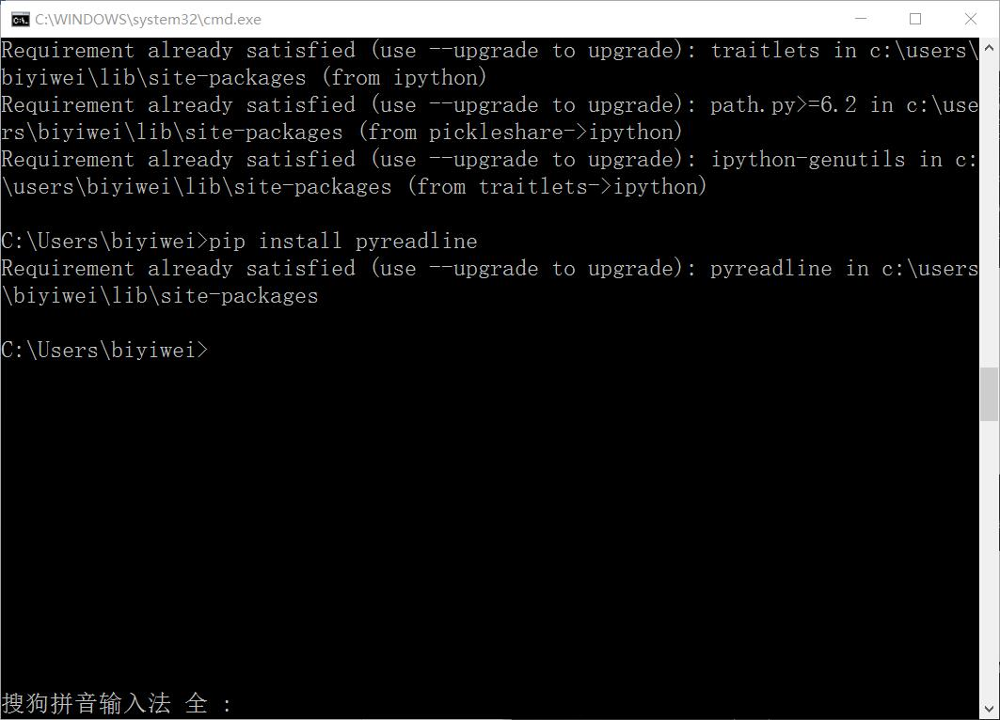 C:\WINDOWS\system32\cmd.exe
Requirement already satisfied (use --upgrade to upgrade): traitlets in c:\users\
biyiwei\lib\site-packages (from ipython)
Requirement already satisfied (use --upgrade to upgrade): path.py>=6.2 in c:\use
rs\biyiwei\lib\site-packages (from pickleshare->ipython)
Requirement already satisfied (use --upgrade to upgrade): ipython-genutils in c:
\users\biyiwei\lib\site-packages (from traitlets->ipython)
C:\Users\biyiwei>pip install pyreadline
Requirement already satisfied (use --upgrade to upgrade): pyreadline in c:\users
\biyiwei\lib\site-packages
C:\Users\biyiwei>
搜狗拼音输入法 全 :